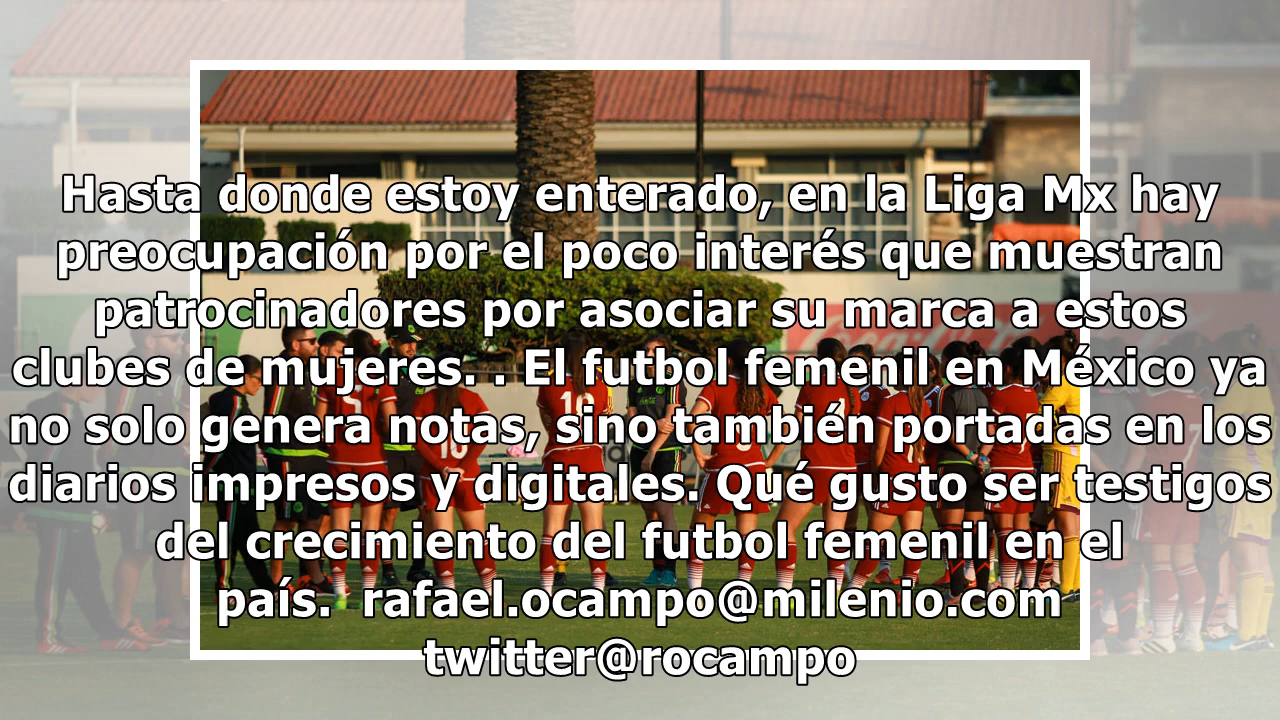 Hasta donde estoy enterado, en la Liga Mx hay
preocupación por el poco interés que muestran
patrocinadores por asociar su marca a estos
clubes de mujeres. . El futbol femenil en México ya
no solo genera notas, sino también portadas en los
diarios impresos y digitales. Qué gusto ser testigos
del crecimiento del futbol femenil en el
país.  rafael.ocampo@milenio.com
twitter@rocampo